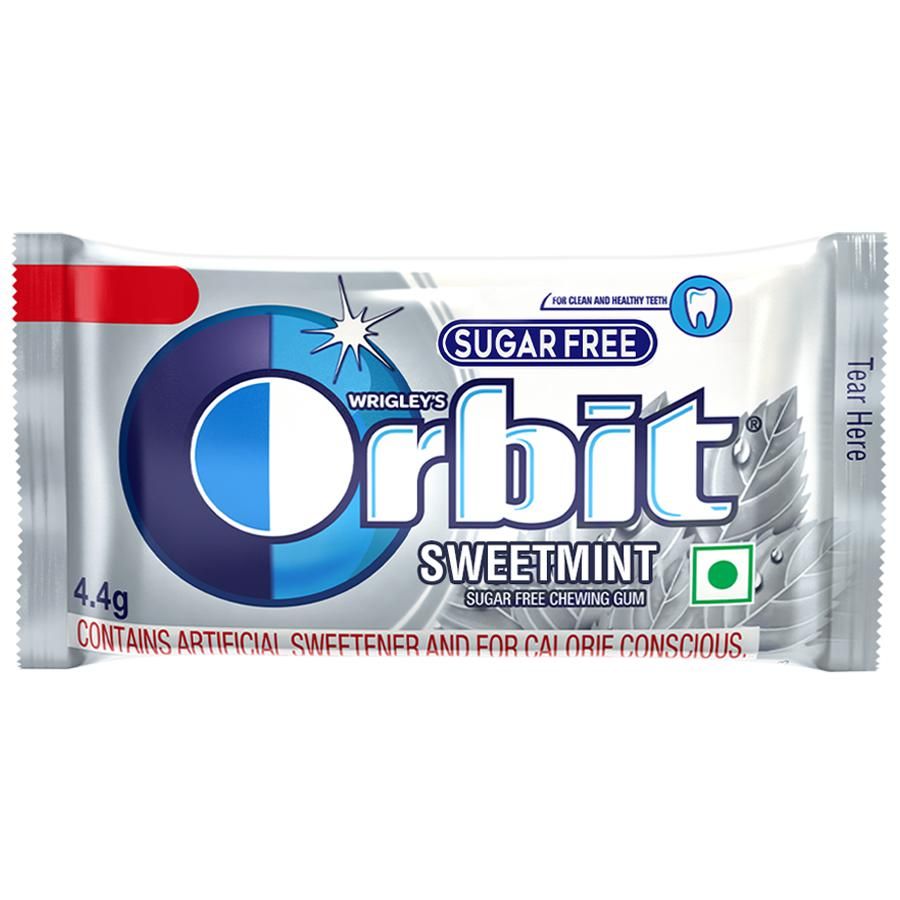 FOR CLEAN AND HEALTHY TEETH
SUGAR FREE
WRIGLEY'S
Orbit®
SWEETMINT
SUGAR FREE CHEWING GUM
4.4g
CONTAINS ARTIFICIAL SWEETENER AND FOR CALORIE CONSCIOUS.
Tear Here